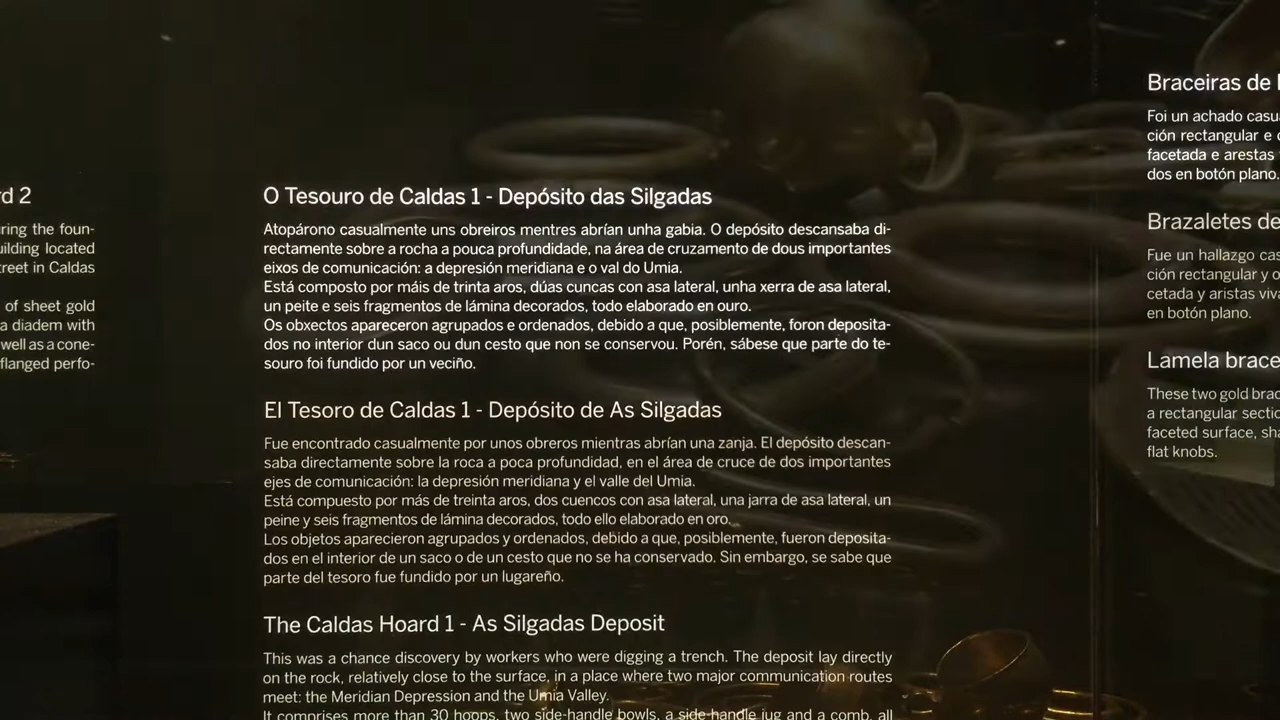 rd 2
ring the foun-
uilding located
reet in Caldas
of sheet gold
a diadem with
well as a cone-
flanged perfo-
O Tesouro de Caldas 1 - Depósito das Silgadas
Atopárono casualmente uns obreiros mentres abrían unha gabia. O depósito descansaba di-
rectamente sobre a rocha a pouca profundidade, na área de cruzamento de dous importantes
eixos de comunicación: a depresión meridiana e o val do Umia.
Está composto por máis de trinta aros, dúas cuncas con asa lateral, unha xerra de asa lateral,
un peite e seis fragmentos de lámina decorados, todo elaborado en ouro.
Os obxectos apareceron agrupados e ordenados, debido a que, posiblemente, foron deposita-
dos no interior dun saco ou dun cesto que non se conservou. Porén, sábese que parte do te-
souro foi fundido por un veciño.
El Tesoro de Caldas 1 - Depósito de As Silgadas
Fue encontrado casualmente por unos obreros mientras abrían una zanja. El depósito descan-
saba directamente sobre la roca a poca profundidad, en el área de cruce de dos importantes
ejes de comunicación: la depresión meridiana y el valle del Umia.
Está compuesto por más de treinta aros, dos cuencos con asa lateral, una jarra de asa lateral, un
peine y seis fragmentos de lámina decorados, todo ello elaborado en oro.
Los objetos aparecieron agrupados y ordenados, debido a que, posiblemente, fueron deposita-
dos en el interior de un saco o de un cesto que no se ha conservado. Sin embargo, se sabe que
parte del tesoro fue fundido por un lugareño.
The Caldas Hoard 1 - As Silgadas Deposit
This was a chance discovery by workers who were digging a trench. The deposit lay directly
on the rock, relatively close to the surface, in a place where two major communication routes
meet: the Meridian Depression and the Umia Valley.
It comprises more than 30 hoops, two side-handle bowls, a side-handle jug and a comb, all
Braceiras de
Foi un achado casu
ción rectangular e
facetada e arestas
dos en botón plano.
Brazaletes de
Fue un hallazgo cas
ción rectangular y
cetada y aristas viva
en botón plano.
Lamela brace
These two gold brac
a rectangular sectio
faceted surface, sha
flat knobs.